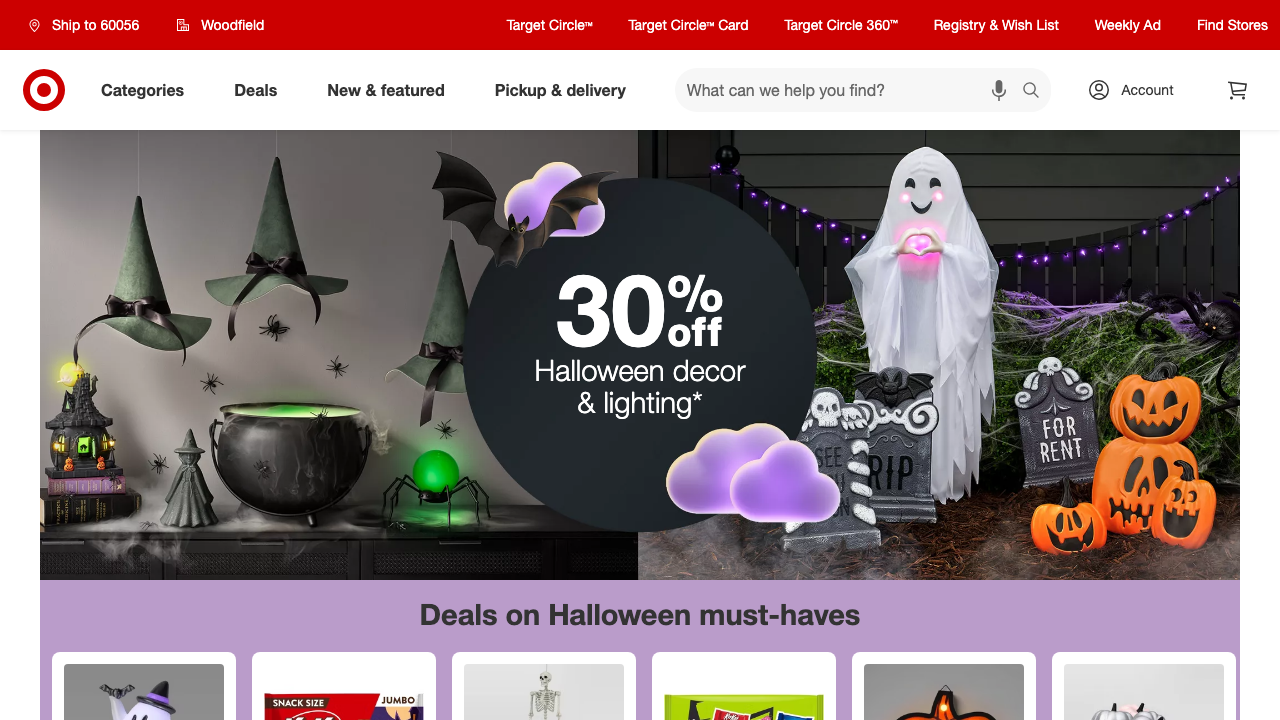 Ship to 60056
Woodfield
Target Circle™
Target Circle™ Card
Target Circle 360™
Registry & Wish List
Weekly Ad
Find Stores
Categories
Deals
New & featured
Pickup & delivery
What can we help you find?
Account
30% off
Halloween decor
& lighting*
SEE
RIP
FOR
RENT
Deals on Halloween must-haves
SNACK SIZE
JUMBO